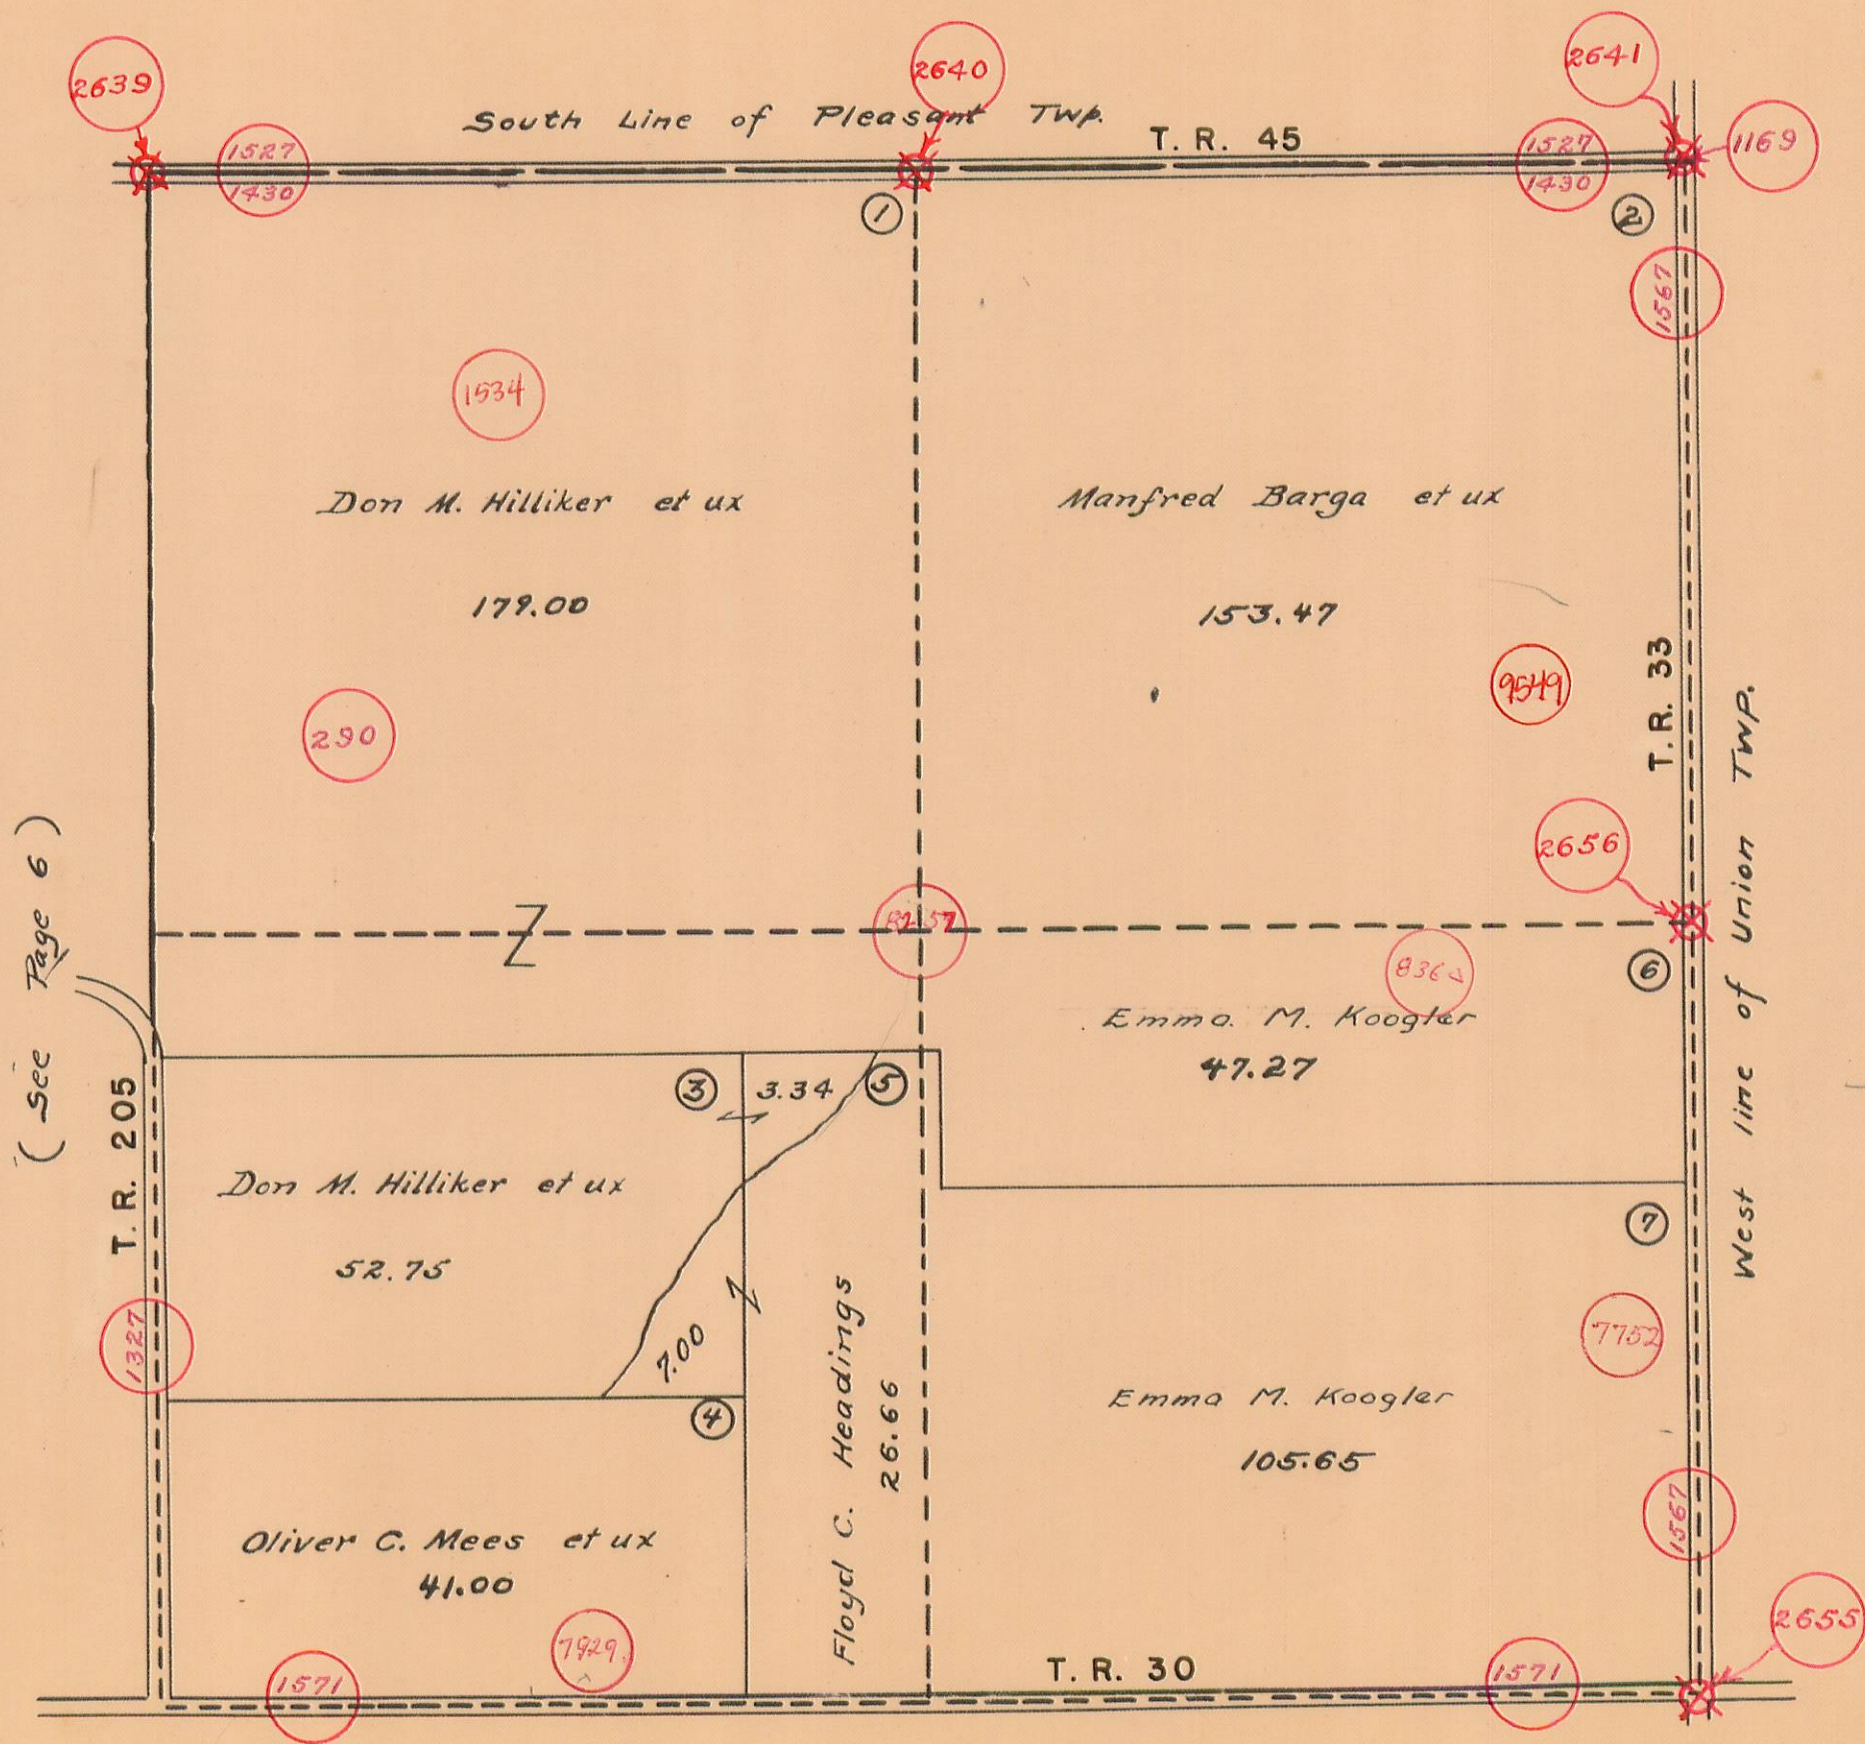 2639
2640
2641
South Line of Pleasant Twp.
T. R. 45
1169
1527
1430
1527
1430
1
2
1567
1534
Don M. Hilliker et ux
179.00
Manfred Barga et ux
153.47
T. R. 33
9549
290
2656
West line of Union Twp.
(See Page 6)
8257
6
Emma M. Koogler
47.27
T. R. 205
3
3.34
5
Don M. Hilliker et ux
52.75
7
1327
7.00
7752
4
Floyd C. Headings
26.66
Emma M. Koogler
105.65
Oliver C. Mees et ux
41.00
1567
7929
2655
1571
T. R. 30
1571